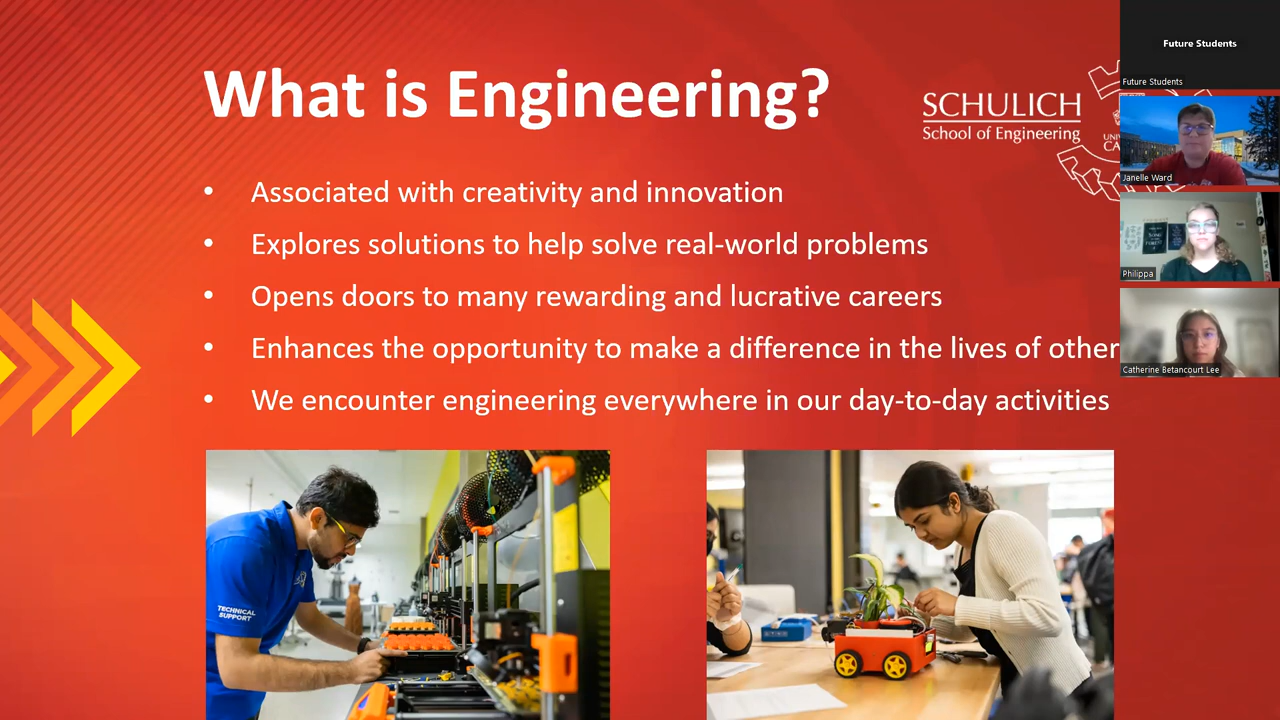 What is Engineering?
SCHULICH
School of Engineering
UNI
CA
• Associated with creativity and innovation
• Explores solutions to help solve real-world problems
• Opens doors to many rewarding and lucrative careers
• Enhances the opportunity to make a difference in the lives of other
• We encounter engineering everywhere in our day-to-day activities
TECHNICAL
SUPPORT
Future Students
Future Students
Janelle Ward
Philippa
Catherine Betancourt Lee